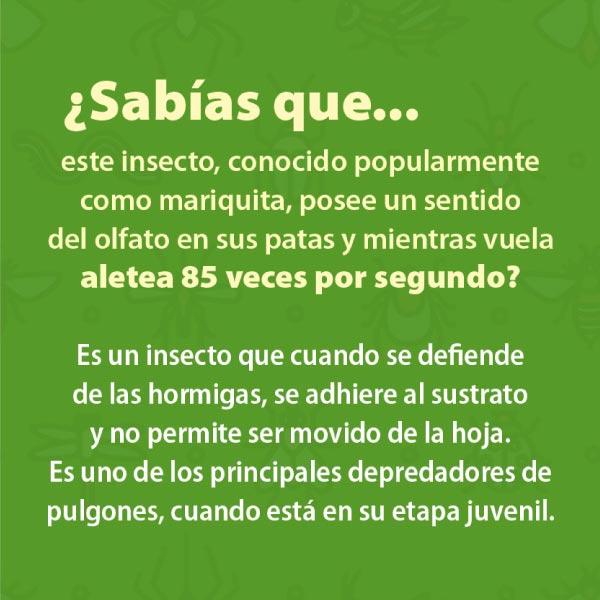 ¿Sabías que...
este insecto, conocido popularmente
como mariquita, posee un sentido
del olfato en sus patas y mientras vuela
aletea 85 veces por segundo?
Es un insecto que cuando se defiende
de las hormigas, se adhiere al sustrato
y no permite ser movido de la hoja.
Es uno de los principales depredadores de
pulgones, cuando está en su etapa juvenil.